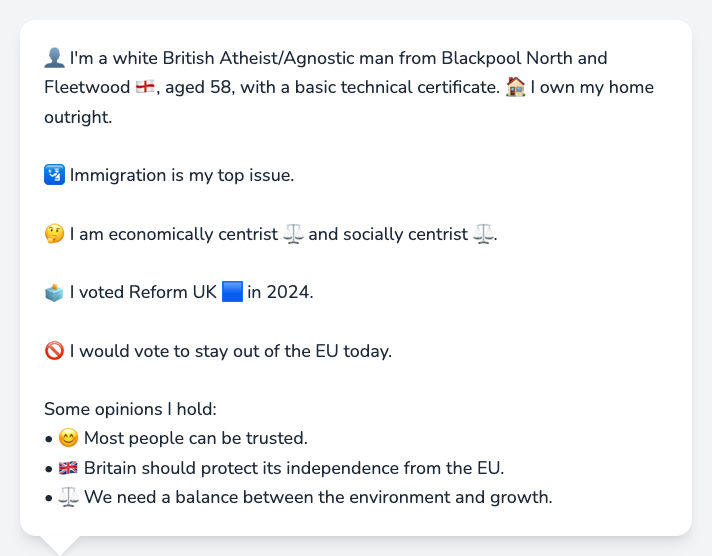 👤 I'm a white British Atheist/Agnostic man from Blackpool North and
Fleetwood 🏴󠁧󠁢󠁥󠁮󠁧󠁿, aged 58, with a basic technical certificate. 🏠 I own my home
outright.
🛂 Immigration is my top issue.
🤔 I am economically centrist ⚖️ and socially centrist ⚖️.
🗳️ I voted Reform UK 🟦 in 2024.
🚫 I would vote to stay out of the EU today.
Some opinions I hold:
• 😊 Most people can be trusted.
• 🇬🇧 Britain should protect its independence from the EU.
• ⚖️ We need a balance between the environment and growth.